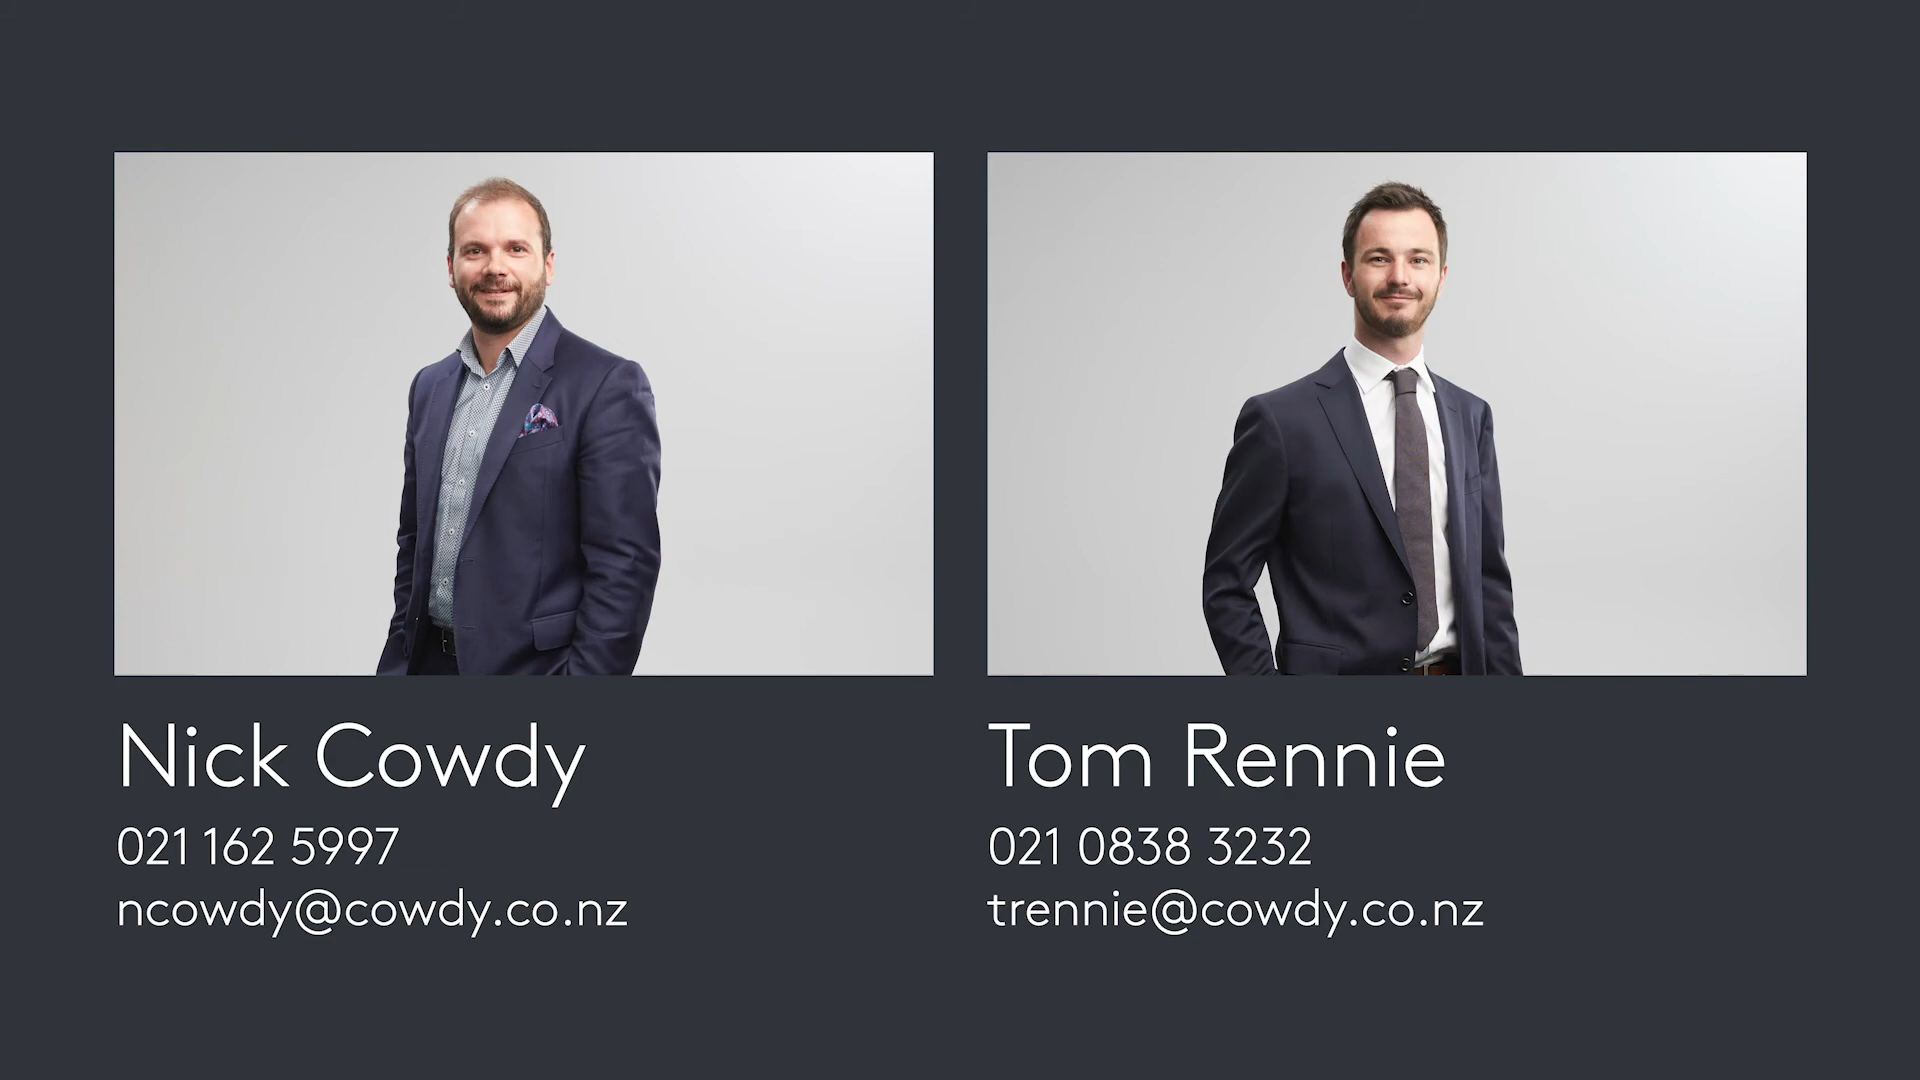 Nick Cowdy
021 162 5997
ncowdy@cowdy.co.nz
Tom Rennie
021 0838 3232
trennie@cowdy.co.nz